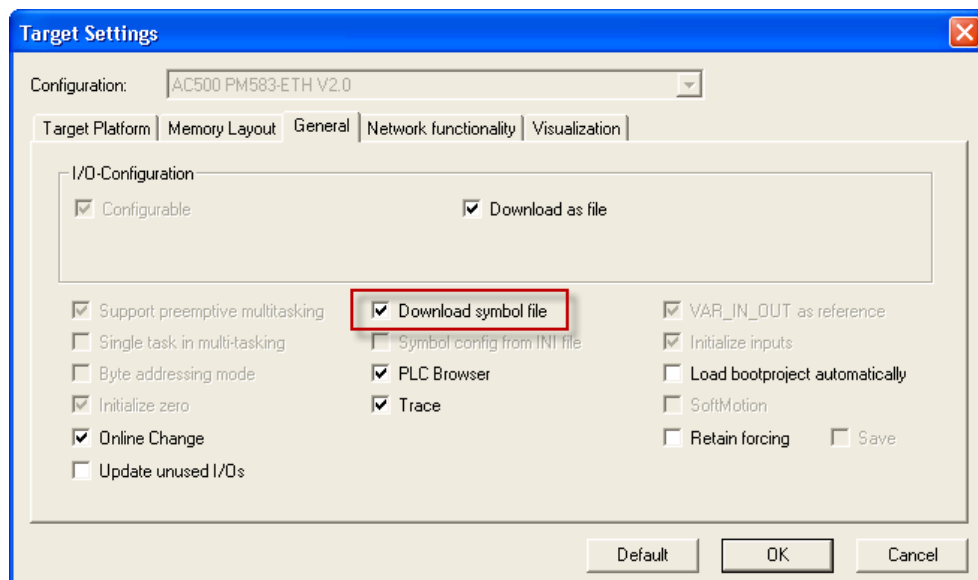 Target Settings
Configuration: AC500 PM583-ETH V2.0
Target Platform Memory Layout General Network functionality Visualization
I/O-Configuration
Configurable Download as file
Support preemptive multitasking Download symbol file VAR_IN_OUT as reference
Single task in multi-tasking Symbol config from INI file Initialize inputs
Byte addressing mode PLC Browser Load bootproject automatically
Initialize zero Trace SoftMotion
Online Change Retain forcing Save
Update unused I/Os
Default OK Cancel